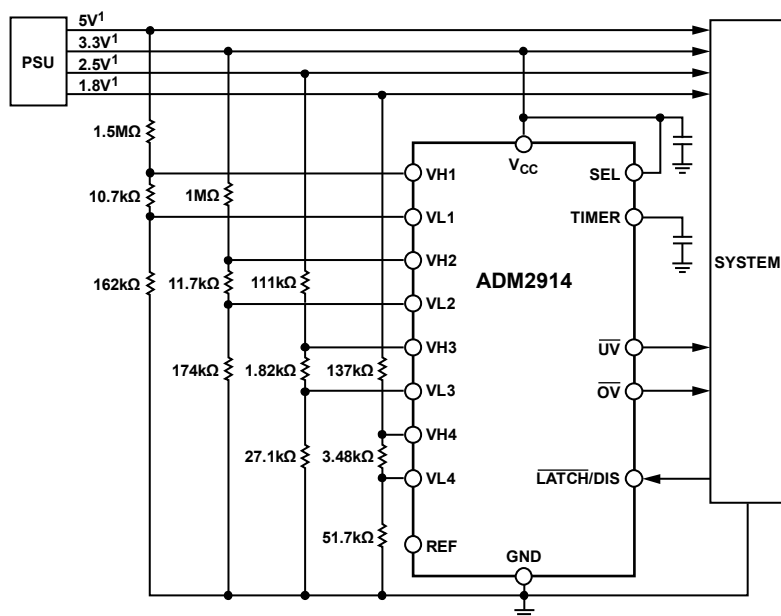 5V1
3.3V1
2.5V1
1.8V1
PSU
1.5MΩ
10.7kΩ
162kΩ
1MΩ
11.7kΩ
174kΩ
111kΩ
1.82kΩ
27.1kΩ
137kΩ
3.48kΩ
51.7kΩ
VH1
VL1
VH2
VL2
VH3
VL3
VH4
VL4
REF
VCC
ADM2914
GND
SEL
TIMER
UV
OV
LATCH/DIS
SYSTEM